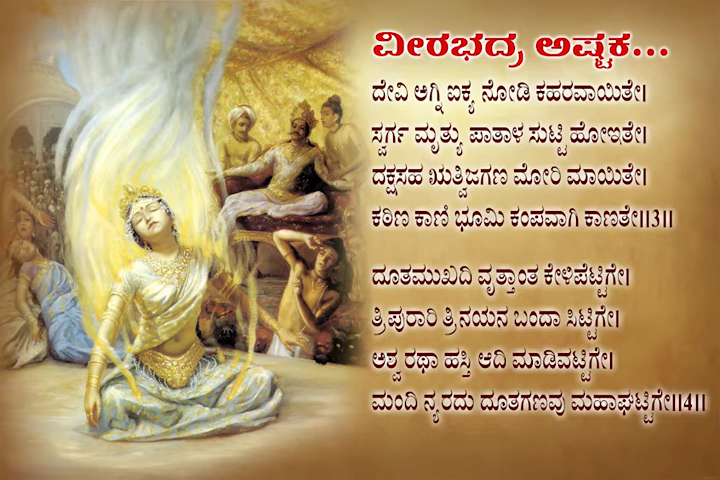 ವೀರಭದ್ರ ಅಷ್ಟಕ...
ದೇವಿ ಅಗ್ನಿ ಐಕ್ಯ ನೋಡಿ ಕಹರವಾಯಿತೇ।
ಸ್ವರ್ಗ ಮೃತ್ಯು ಪಾತಾಳ ಸುಟ್ಟಿ ಹೋಇತೇ।
ದಕ್ಷಸಹ ಋತ್ವಿಜಗಣ ಮೋರಿ ಮಾಯಿತೇ।
ಕಠಿಣ ಕಾಣಿ ಭೂಮಿ ಕಂಪವಾಗಿ ಕಾಣತೇ॥3॥
ದೂತಮುಖದಿ ವೃತ್ತಾಂತ ಕೇಳಿಪೆಟ್ಟಿಗೇ।
ತ್ರಿಪುರಾರಿ ತ್ರಿನಯನ ಬಂದಾ ಸಿಟ್ಟಿಗೇ।
ಅಶ್ವ ರಥಾ ಹಸ್ತಿ ಆದಿ ಮಾಡಿವಟ್ಟಿಗೇ।
ಮಂದಿ ನ್ಯರದು ದೂತಗಣವು ಮಹಾಘಟ್ಟಿಗೇ॥4॥